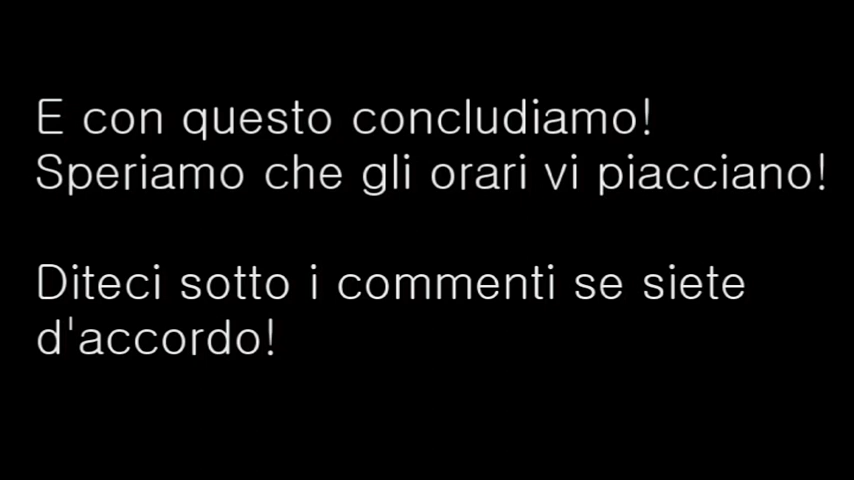 E con questo concludiamo!
Speriamo che gli orari vi piacciano!
Diteci sotto i commenti se siete
d'accordo!